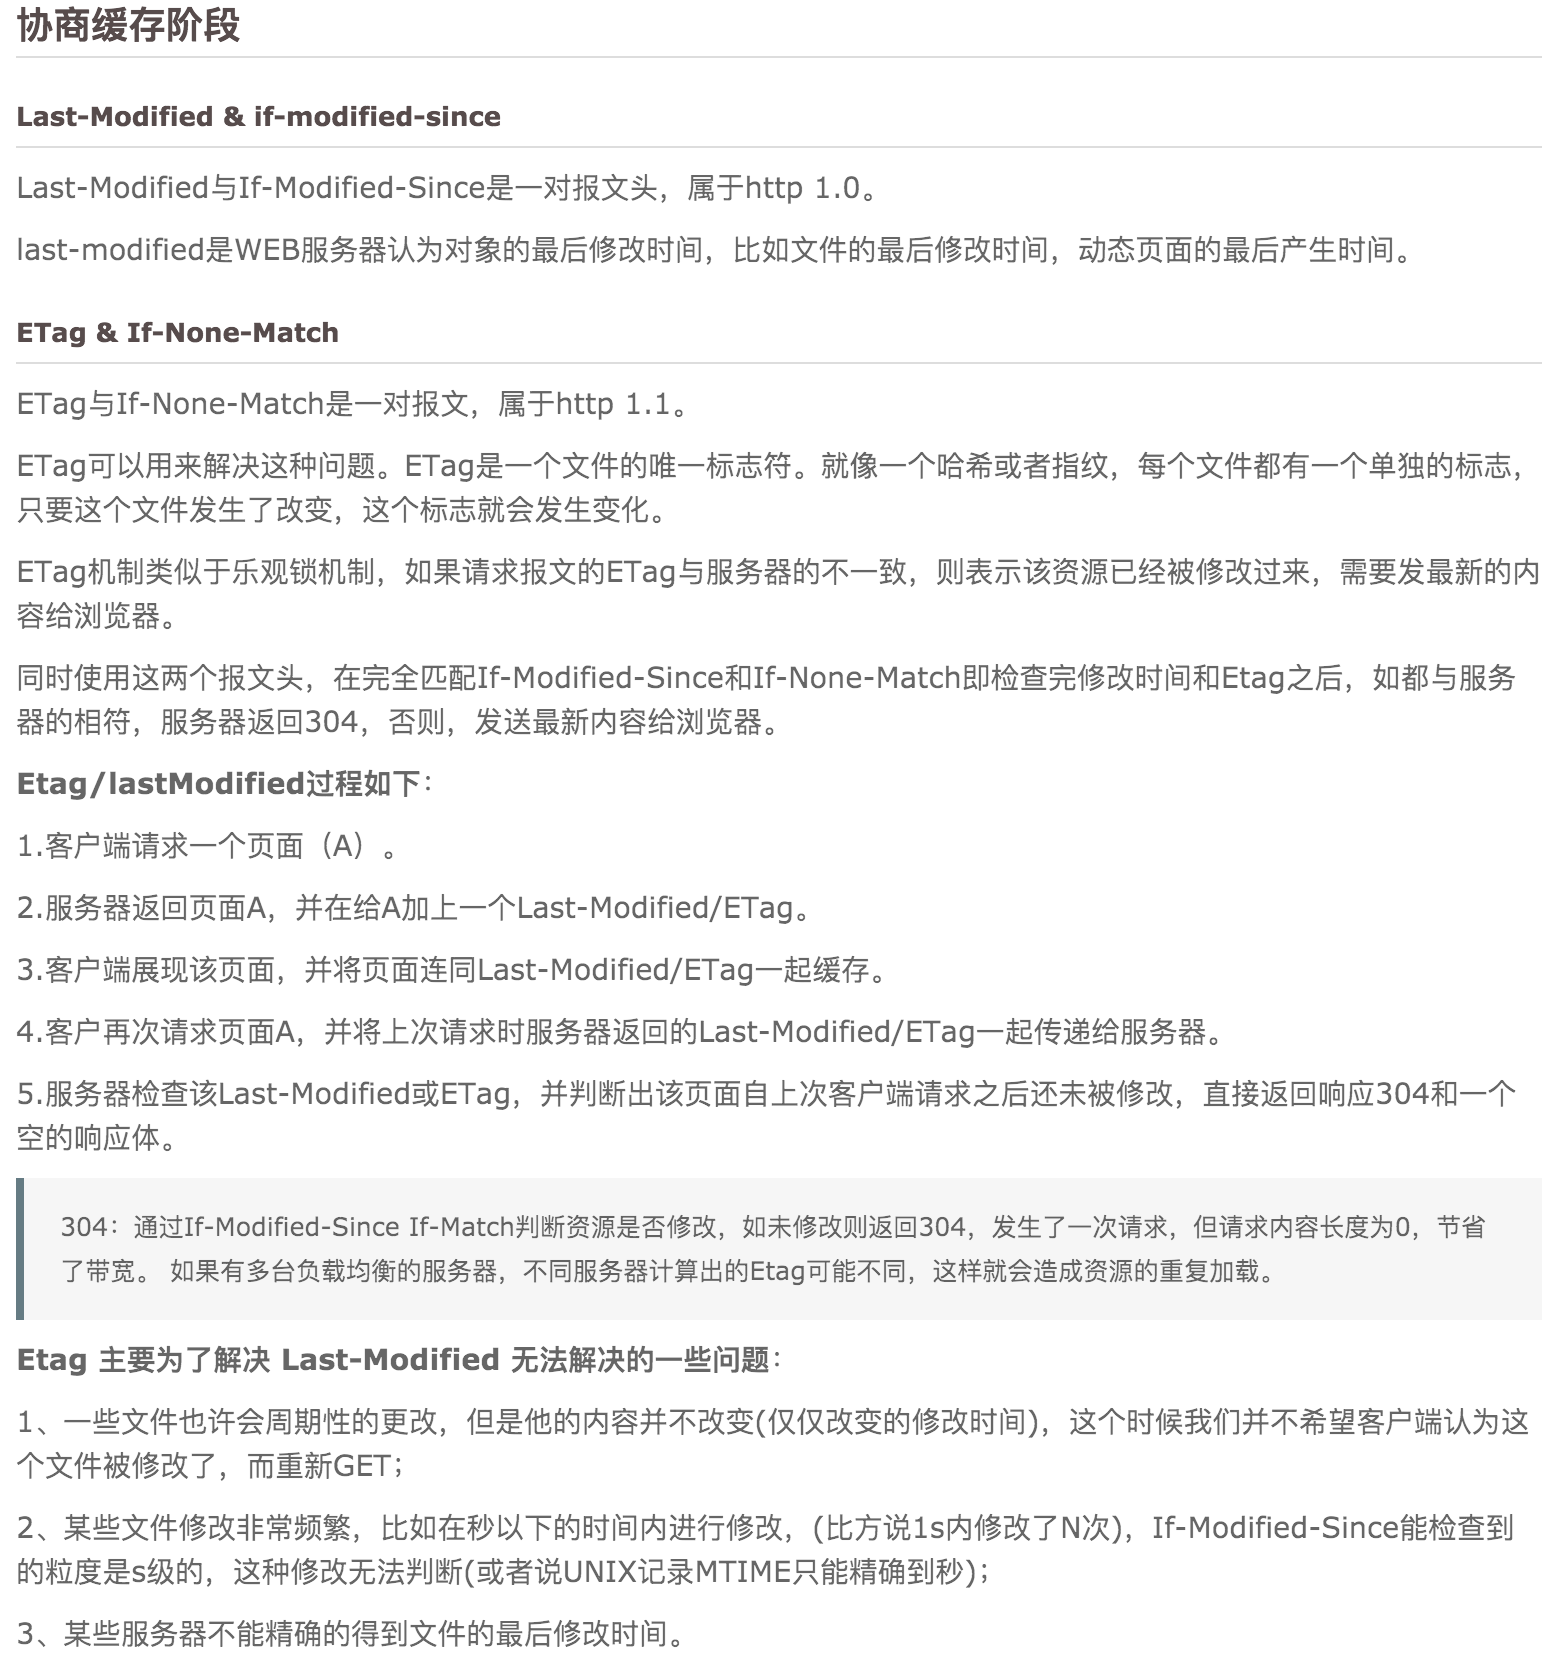 协商缓存阶段
Last-Modified & if-modified-since
Last-Modified与If-Modified-Since是一对报文头，属于http 1.0。
last-modified是WEB服务器认为对象的最后修改时间，比如文件的最后修改时间，动态页面的最后产生时间。
ETag & If-None-Match
ETag与If-None-Match是一对报文，属于http 1.1。
ETag可以用来解决这种问题。ETag是一个文件的唯一标志符。就像一个哈希或者指纹，每个文件都有一个单独的标志，
只要这个文件发生了改变，这个标志就会发生变化。
ETag机制类似于乐观锁机制，如果请求报文的ETag与服务器的不一致，则表示该资源已经被修改过来，需要发最新的内
容给浏览器。
同时使用这两个报文头，在完全匹配If-Modified-Since和If-None-Match即检查完修改时间和Etag之后，如都与服务
器的相符，服务器返回304，否则，发送最新内容给浏览器。
Etag/lastModified过程如下：
1.客户端请求一个页面（A）。
2.服务器返回页面A，并在给A加上一个Last-Modified/ETag。
3.客户端展现该页面，并将页面连同Last-Modified/ETag一起缓存。
4.客户再次请求页面A，并将上次请求时服务器返回的Last-Modified/ETag一起传递给服务器。
5.服务器检查该Last-Modified或ETag，并判断出该页面自上次客户端请求之后还未被修改，直接返回响应304和一个
空的响应体。
304：通过If-Modified-Since If-Match判断资源是否修改，如未修改则返回304，发生了一次请求，但请求内容长度为0，节省
了带宽。 如果有多台负载均衡的服务器，不同服务器计算出的Etag可能不同，这样就会造成资源的重复加载。
Etag 主要为了解决 Last-Modified 无法解决的一些问题：
1、一些文件也许会周期性的更改，但是他的内容并不改变(仅仅改变的修改时间)，这个时候我们并不希望客户端认为这
个文件被修改了，而重新GET；
2、某些文件修改非常频繁，比如在秒以下的时间内进行修改，(比方说1s内修改了N次)，If-Modified-Since能检查到
的粒度是s级的，这种修改无法判断(或者说UNIX记录MTIME只能精确到秒)；
3、某些服务器不能精确的得到文件的最后修改时间。